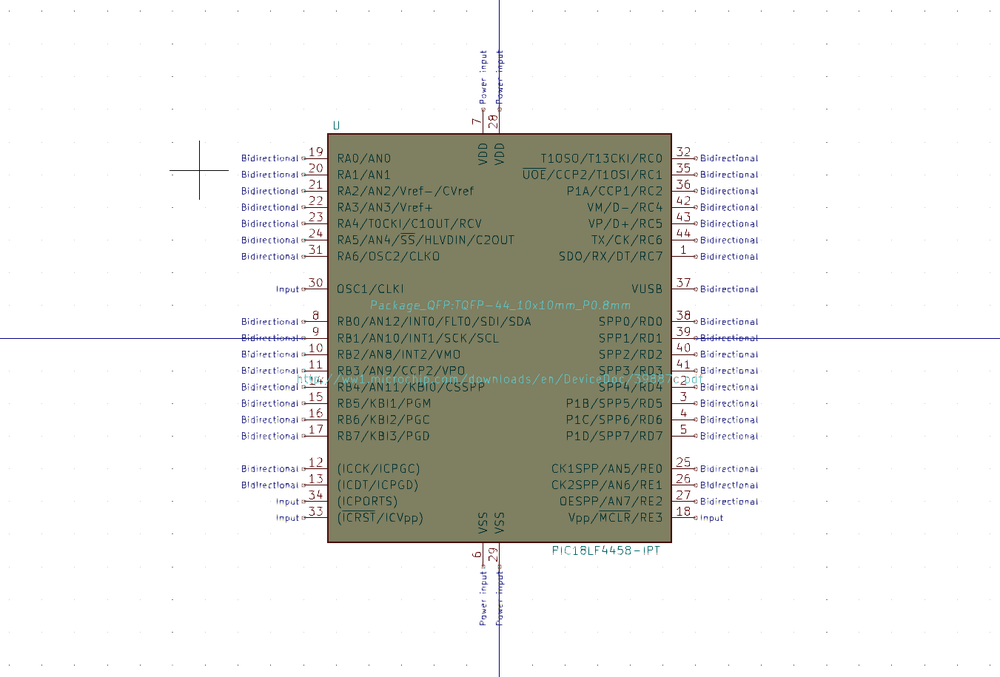 Power input Power input
7 28
U
VDD VDD
Bidirectional 19 RA0/AN0 T1OSO/T13CKI/RC0 32 Bidirectional
Bidirectional 20 RA1/AN1 UOE/CCP2/T1OSI/RC1 35 Bidirectional
Bidirectional 21 RA2/AN2/Vref-/CVref P1A/CCP1/RC2 36 Bidirectional
Bidirectional 22 RA3/AN3/Vref+ VM/D-/RC4 42 Bidirectional
Bidirectional 23 RA4/T0CKI/C1OUT/RCV VP/D+/RC5 43 Bidirectional
Bidirectional 24 RA5/AN4/SS/HLVDIN/C2OUT TX/CK/RC6 44 Bidirectional
Bidirectional 31 RA6/OSC2/CLKO SDO/RX/DT/RC7 1 Bidirectional
Input 30 OSC1/CLKI VUSB 37 Bidirectional
Package_QFP:TQFP-44_10x10mm_P0.8mm
Bidirectional 8 RB0/AN12/INT0/FLT0/SDI/SDA SPP0/RD0 38 Bidirectional
Bidirectional 9 RB1/AN10/INT1/SCK/SCL SPP1/RD1 39 Bidirectional
Bidirectional 10 RB2/AN8/INT2/VMO SPP2/RD2 40 Bidirectional
Bidirectional 11 RB3/AN9/CCP2/VPO SPP3/RD3 41 Bidirectional
http://ww1.microchip.com/downloads/en/DeviceDoc/39887c.pdf
Bidirectional 14 RB4/AN11/KBI0/CSSPP SPP4/RD4 2 Bidirectional
Bidirectional 15 RB5/KBI1/PGM P1B/SPP5/RD5 3 Bidirectional
Bidirectional 16 RB6/KBI2/PGC P1C/SPP6/RD6 4 Bidirectional
Bidirectional 17 RB7/KBI3/PGD P1D/SPP7/RD7 5 Bidirectional
Bidirectional 12 (ICCK/ICPGC) CK1SPP/AN5/RE0 25 Bidirectional
Bidirectional 13 (ICDT/ICPGD) CK2SPP/AN6/RE1 26 Bidirectional
Input 34 (ICPORTS) OESPP/AN7/RE2 27 Bidirectional
Input 33 (ICRST/ICVpp) Vpp/MCLR/RE3 18 Input
VSS VSS
6 29
PIC18LF4458-IPT
Power input Power input